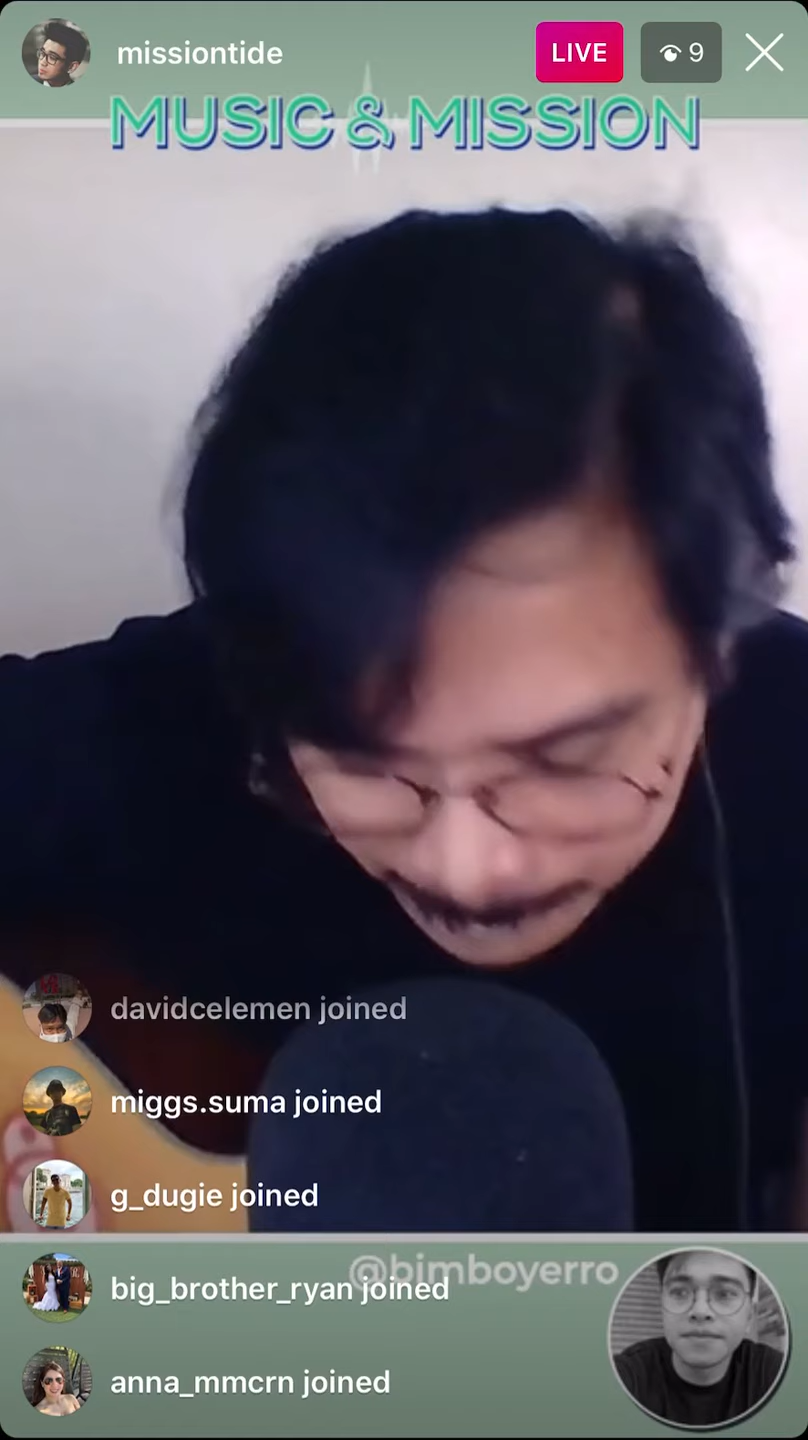 missiontide
LIVE
9
MUSIC & MISSION
davidcelemen joined
miggs.suma joined
g_dugie joined
@bimboyerro
big_brother_ryan joined
anna_mmcrn joined